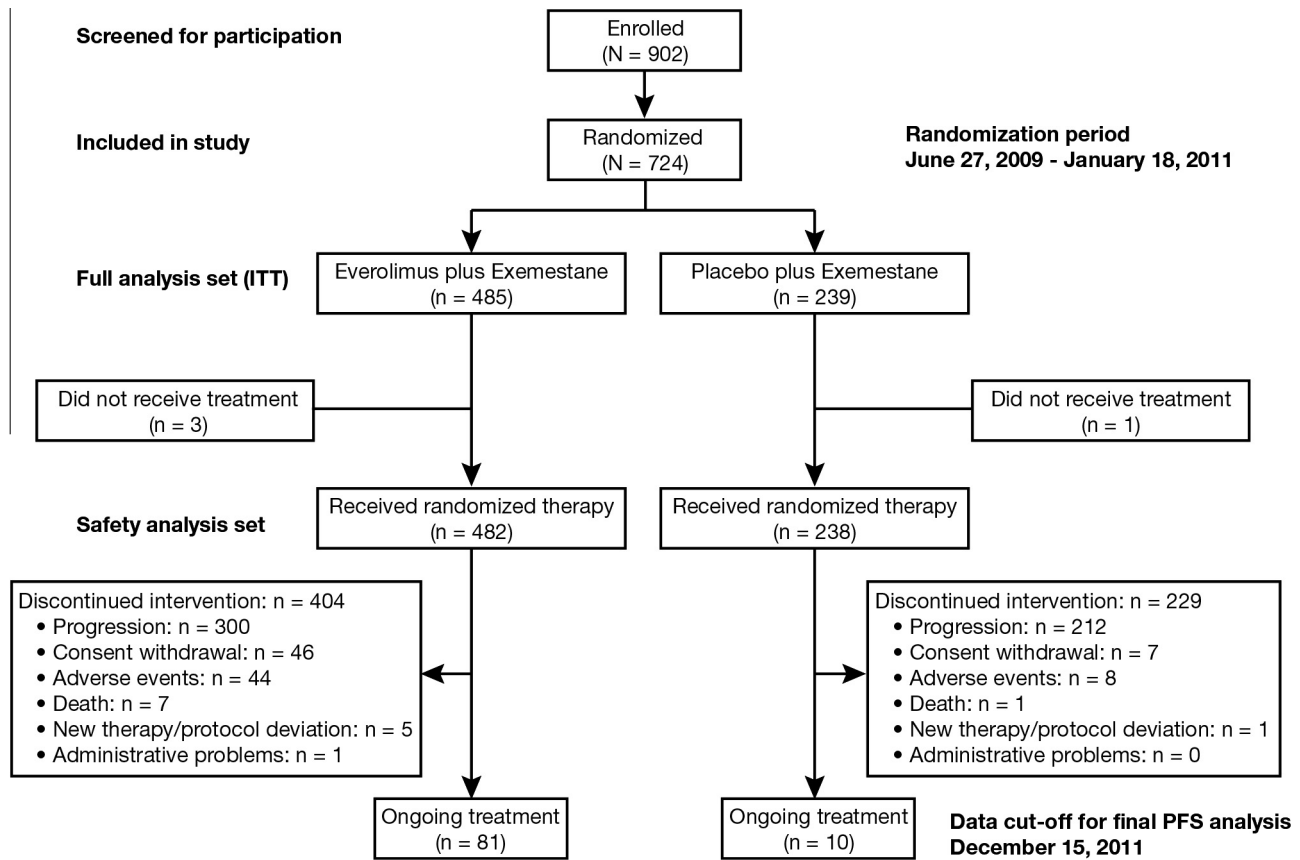 Screened for participation
Enrolled
(N = 902)
Included in study
Randomized
(N = 724)
Randomization period
June 27, 2009 - January 18, 2011
Full analysis set (ITT)
Everolimus plus Exemestane
(n = 485)
Placebo plus Exemestane
(n = 239)
Did not receive treatment
(n = 3)
Did not receive treatment
(n = 1)
Safety analysis set
Received randomized therapy
(n = 482)
Received randomized therapy
(n = 238)
Discontinued intervention: n = 404
• Progression: n = 300
• Consent withdrawal: n = 46
• Adverse events: n = 44
• Death: n = 7
• New therapy/protocol deviation: n = 5
• Administrative problems: n = 1
Discontinued intervention: n = 229
• Progression: n = 212
• Consent withdrawal: n = 7
• Adverse events: n = 8
• Death: n = 1
• New therapy/protocol deviation: n = 1
• Administrative problems: n = 0
Ongoing treatment
(n = 81)
Ongoing treatment
(n = 10)
Data cut-off for final PFS analysis
December 15, 2011